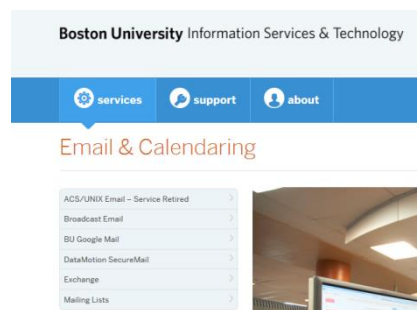 Boston University Information Services & Technology
services support about
Email & Calendaring
ACS/UNIX Email – Service Retired
Broadcast Email
BU Google Mail
DataMotion SecureMail
Exchange
Mailing Lists